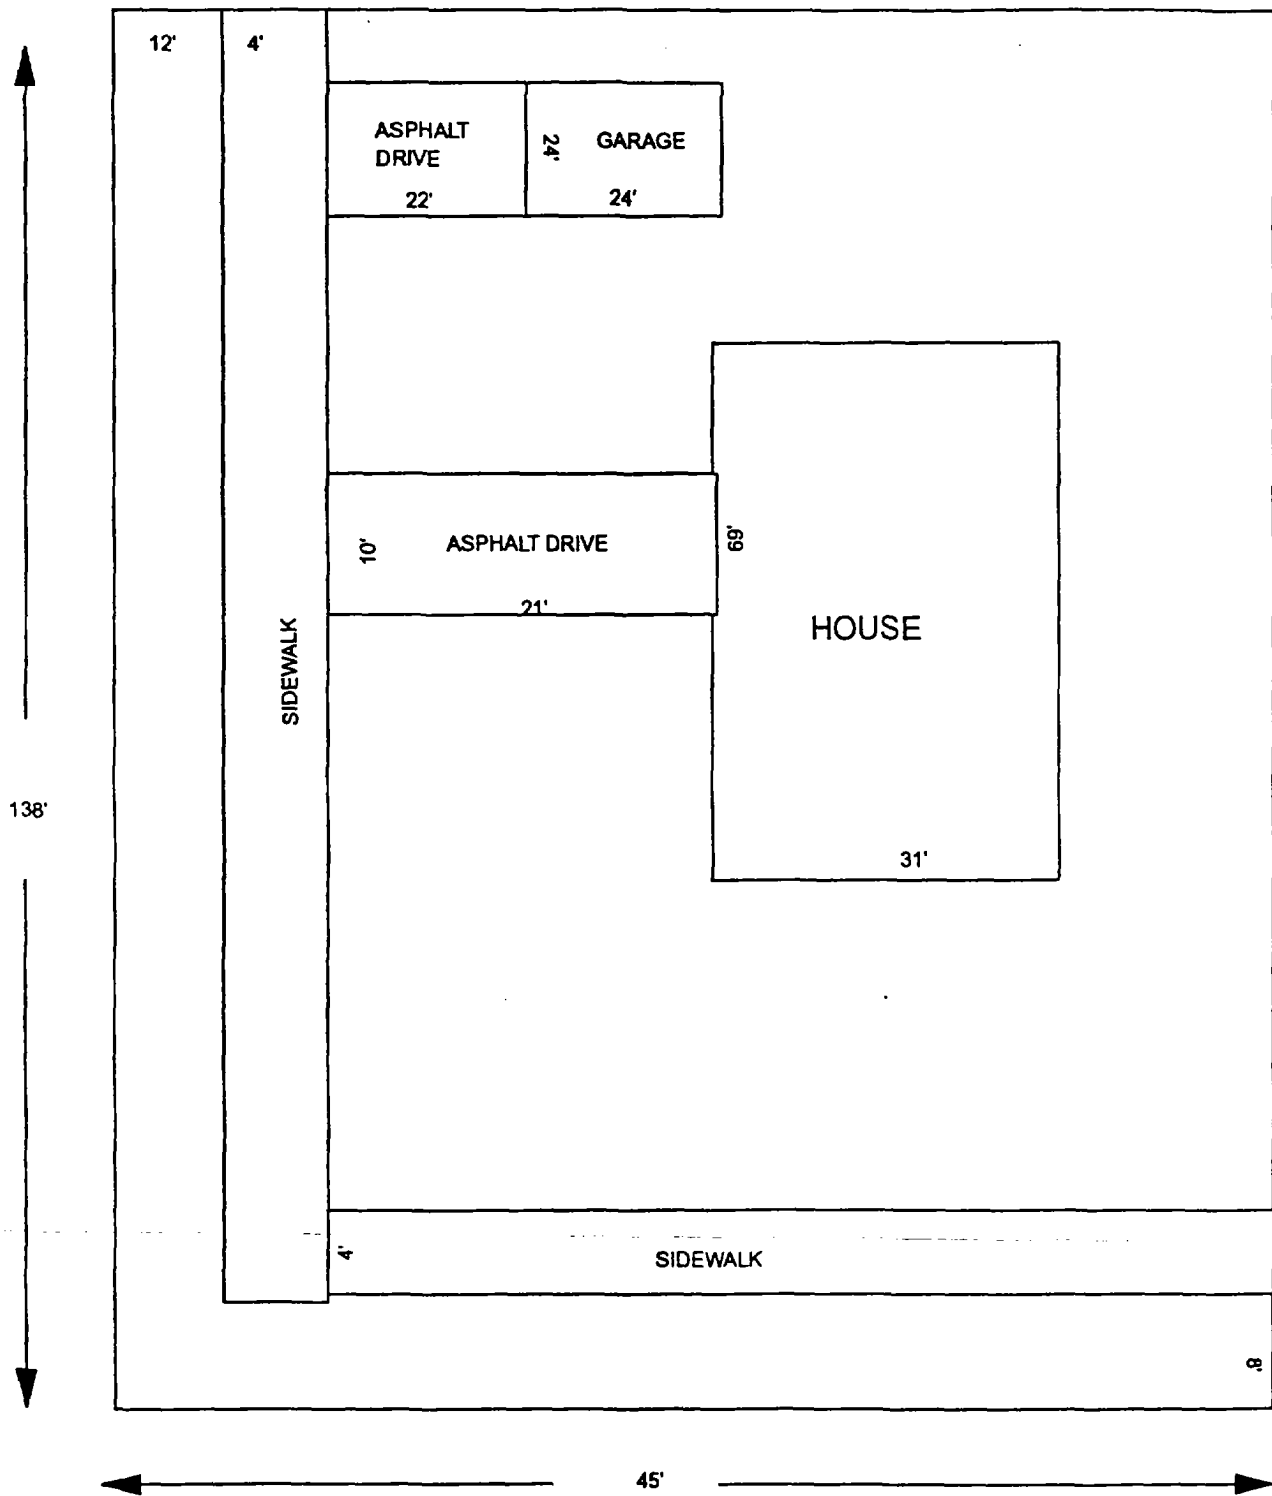 12'
4'
ASPHALT
DRIVE
22'
24'
GARAGE
24'
10'
ASPHALT DRIVE
21'
69'
HOUSE
31'
SIDEWALK
138'
4'
SIDEWALK
8'
45'